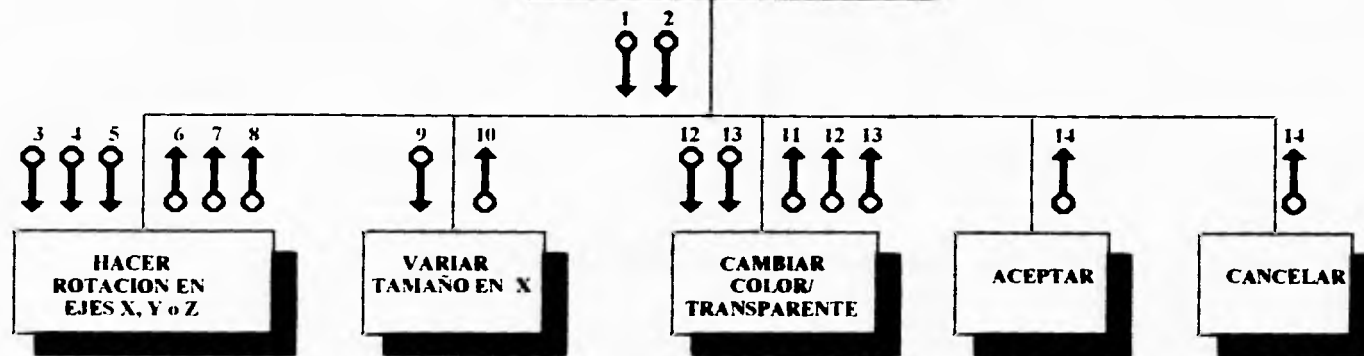 1 2
3 4 5 6 7 8 9 10 12 13 11 12 13 14 14
HACER
ROTACION EN
EJES X, Y o Z
VARIAR
TAMAÑO EN X
CAMBIAR
COLOR/
TRANSPARENTE
ACEPTAR
CANCELAR